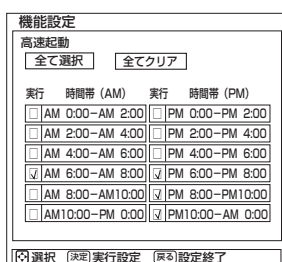 機能設定
高速起動
全て選択 全てクリア
実行 時間帯（AM） 実行 時間帯（PM）
AM 0:00−AM 2:00 PM 0:00−PM 2:00
AM 2:00−AM 4:00 PM 2:00−PM 4:00
AM 4:00−AM 6:00 PM 4:00−PM 6:00
AM 6:00−AM 8:00 PM 6:00−PM 8:00
AM 8:00−AM10:00 PM 8:00−PM10:00
AM10:00−PM 0:00 PM10:00−AM 0:00
選択 決定 実行設定 戻る 設定終了